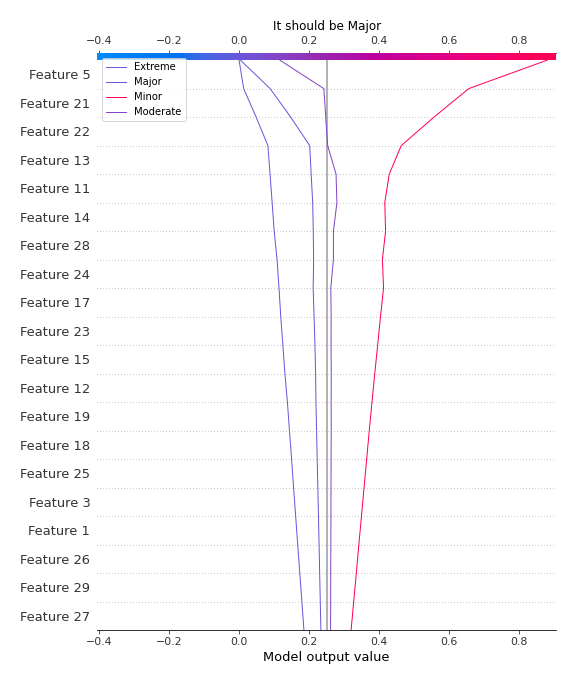 It should be Major
−0.4 −0.2 0.0 0.2 0.4 0.6 0.8
Extreme
Major
Minor
Moderate
Feature 5
Feature 21
Feature 22
Feature 13
Feature 11
Feature 14
Feature 28
Feature 24
Feature 17
Feature 23
Feature 15
Feature 12
Feature 19
Feature 18
Feature 25
Feature 3
Feature 1
Feature 26
Feature 29
Feature 27
−0.4 −0.2 0.0 0.2 0.4 0.6 0.8
Model output value